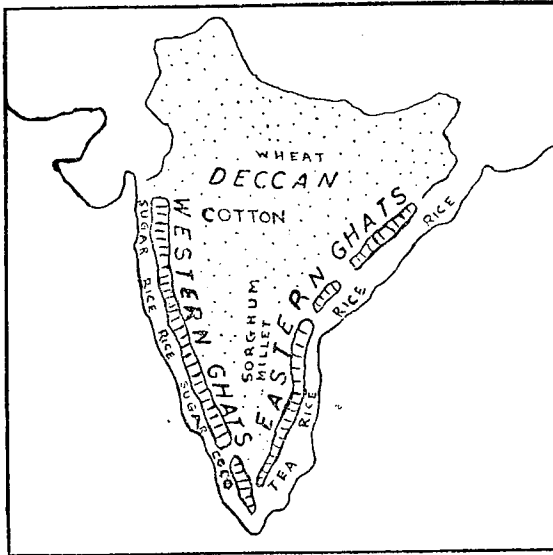 WHEAT
DECCAN
COTTON
WESTERN GHATS
SORGHUM
MILLET
EASTERN GHATS
SUGAR RICE RICE SUGAR COCO
TEA RICE RICE RICE